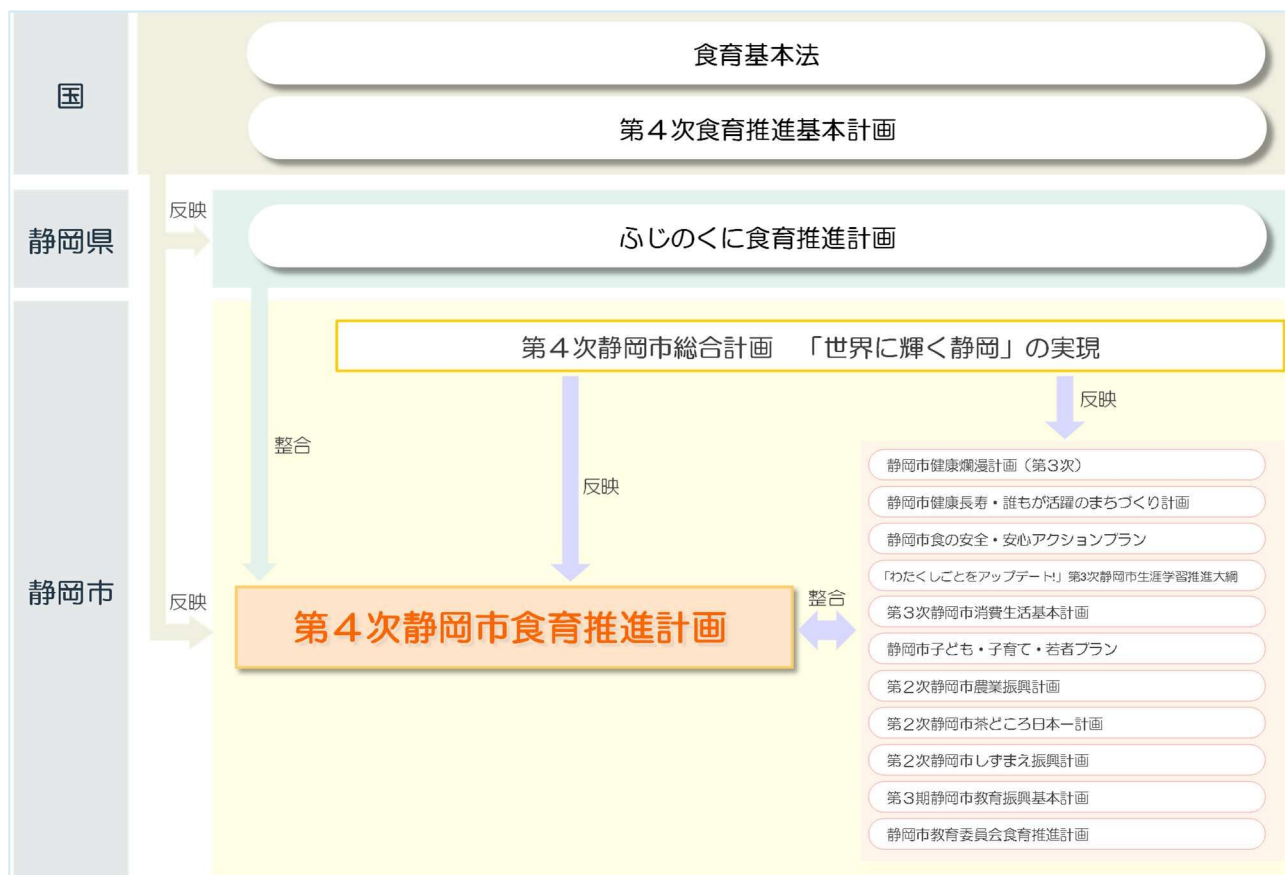 国
食育基本法
第４次食育推進基本計画
反映
静岡県
ふじのくに食育推進計画
第４次静岡市総合計画　「世界に輝く静岡」の実現
反映
整合
反映
静岡市
反映
第４次静岡市食育推進計画
整合
静岡市健康爛漫計画（第３次）
静岡市健康長寿・誰もが活躍のまちづくり計画
静岡市食の安全・安心アクションプラン
「わたくしごとをアップデート!」第3次静岡市生涯学習推進大綱
第３次静岡市消費生活基本計画
静岡市子ども・子育て・若者プラン
第２次静岡市農業振興計画
第２次静岡市茶どころ日本一計画
第２次静岡市しずまえ振興計画
第３期静岡市教育振興基本計画
静岡市教育委員会食育推進計画